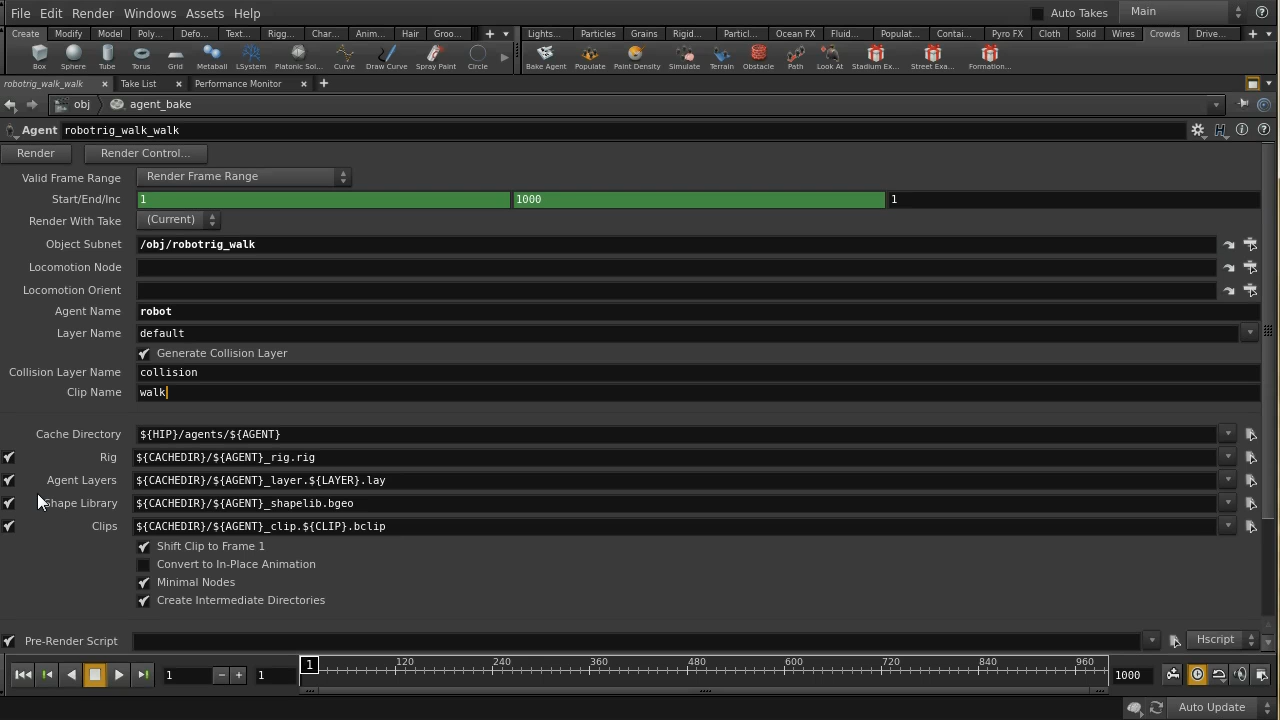 File Edit Render Windows Assets Help Auto Takes Main
Create Modify Model Poly... Defo... Text... Rigg... Char... Anim... Hair Groo... Lights... Particles Grains Rigid... Particl... Ocean FX Fluid... Populat... Contai... Pyro FX Cloth Solid Wires Crowds Drive...
Box Sphere Tube Torus Grid Metaball LSystem Platonic Sol... Curve Draw Curve Spray Paint Circle Bake Agent Populate Paint Density Simulate Terrain Obstacle Path Look At Stadium Ex... Street Exa... Formation...
robotrig_walk_walk Take List Performance Monitor
obj agent_bake
Agent robotrig_walk_walk
Render Render Control...
Valid Frame Range Render Frame Range
Start/End/Inc 1 1000 1
Render With Take (Current)
Object Subnet /obj/robotrig_walk
Locomotion Node
Locomotion Orient
Agent Name robot
Layer Name default
Generate Collision Layer
Collision Layer Name collision
Clip Name walk
Cache Directory ${HIP}/agents/${AGENT}
Rig ${CACHEDIR}/${AGENT}_rig.rig
Agent Layers ${CACHEDIR}/${AGENT}_layer.${LAYER}.lay
Shape Library ${CACHEDIR}/${AGENT}_shapelib.bgeo
Clips ${CACHEDIR}/${AGENT}_clip.${CLIP}.bclip
Shift Clip to Frame 1
Convert to In-Place Animation
Minimal Nodes
Create Intermediate Directories
Pre-Render Script Hscript
1 1 1 120 240 360 480 600 720 840 960 1000
Auto Update